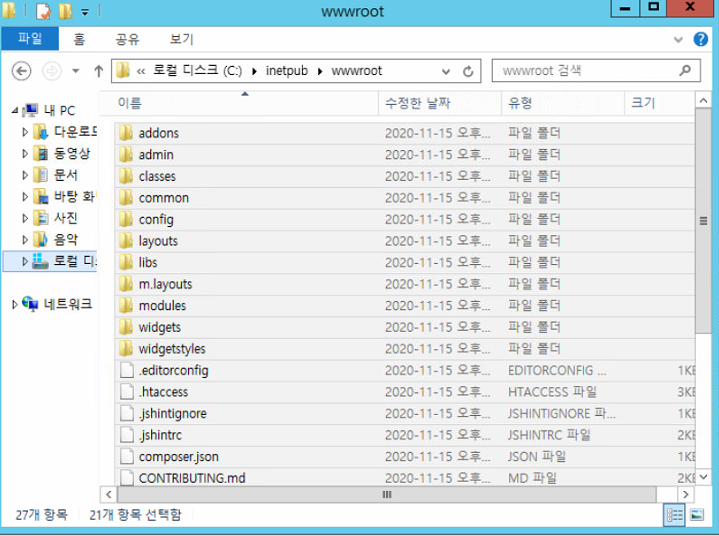 wwwroot
파일 홈 공유 보기
« 로컬 디스크 (C:) inetpub wwwroot wwwroot 검색
이름 수정한 날짜 유형 크기
내 PC
다운로드
동영상
문서
바탕 화
사진
음악
로컬 디
네트워크
addons 2020-11-15 오후... 파일 폴더
admin 2020-11-15 오후... 파일 폴더
classes 2020-11-15 오후... 파일 폴더
common 2020-11-15 오후... 파일 폴더
config 2020-11-15 오후... 파일 폴더
layouts 2020-11-15 오후... 파일 폴더
libs 2020-11-15 오후... 파일 폴더
m.layouts 2020-11-15 오후... 파일 폴더
modules 2020-11-15 오후... 파일 폴더
widgets 2020-11-15 오후... 파일 폴더
widgetstyles 2020-11-15 오후... 파일 폴더
.editorconfig 2020-11-15 오후... EDITORCONFIG ... 1KB
.htaccess 2020-11-15 오후... HTACCESS 파일 3KB
.jshintignore 2020-11-15 오후... JSHINTIGNORE 파... 1KB
.jshintrc 2020-11-15 오후... JSHINTRC 파일 2KB
composer.json 2020-11-15 오후... JSON 파일 1KB
CONTRIBUTING.md 2020-11-15 오후... MD 파일 2KB
27개 항목 21개 항목 선택함